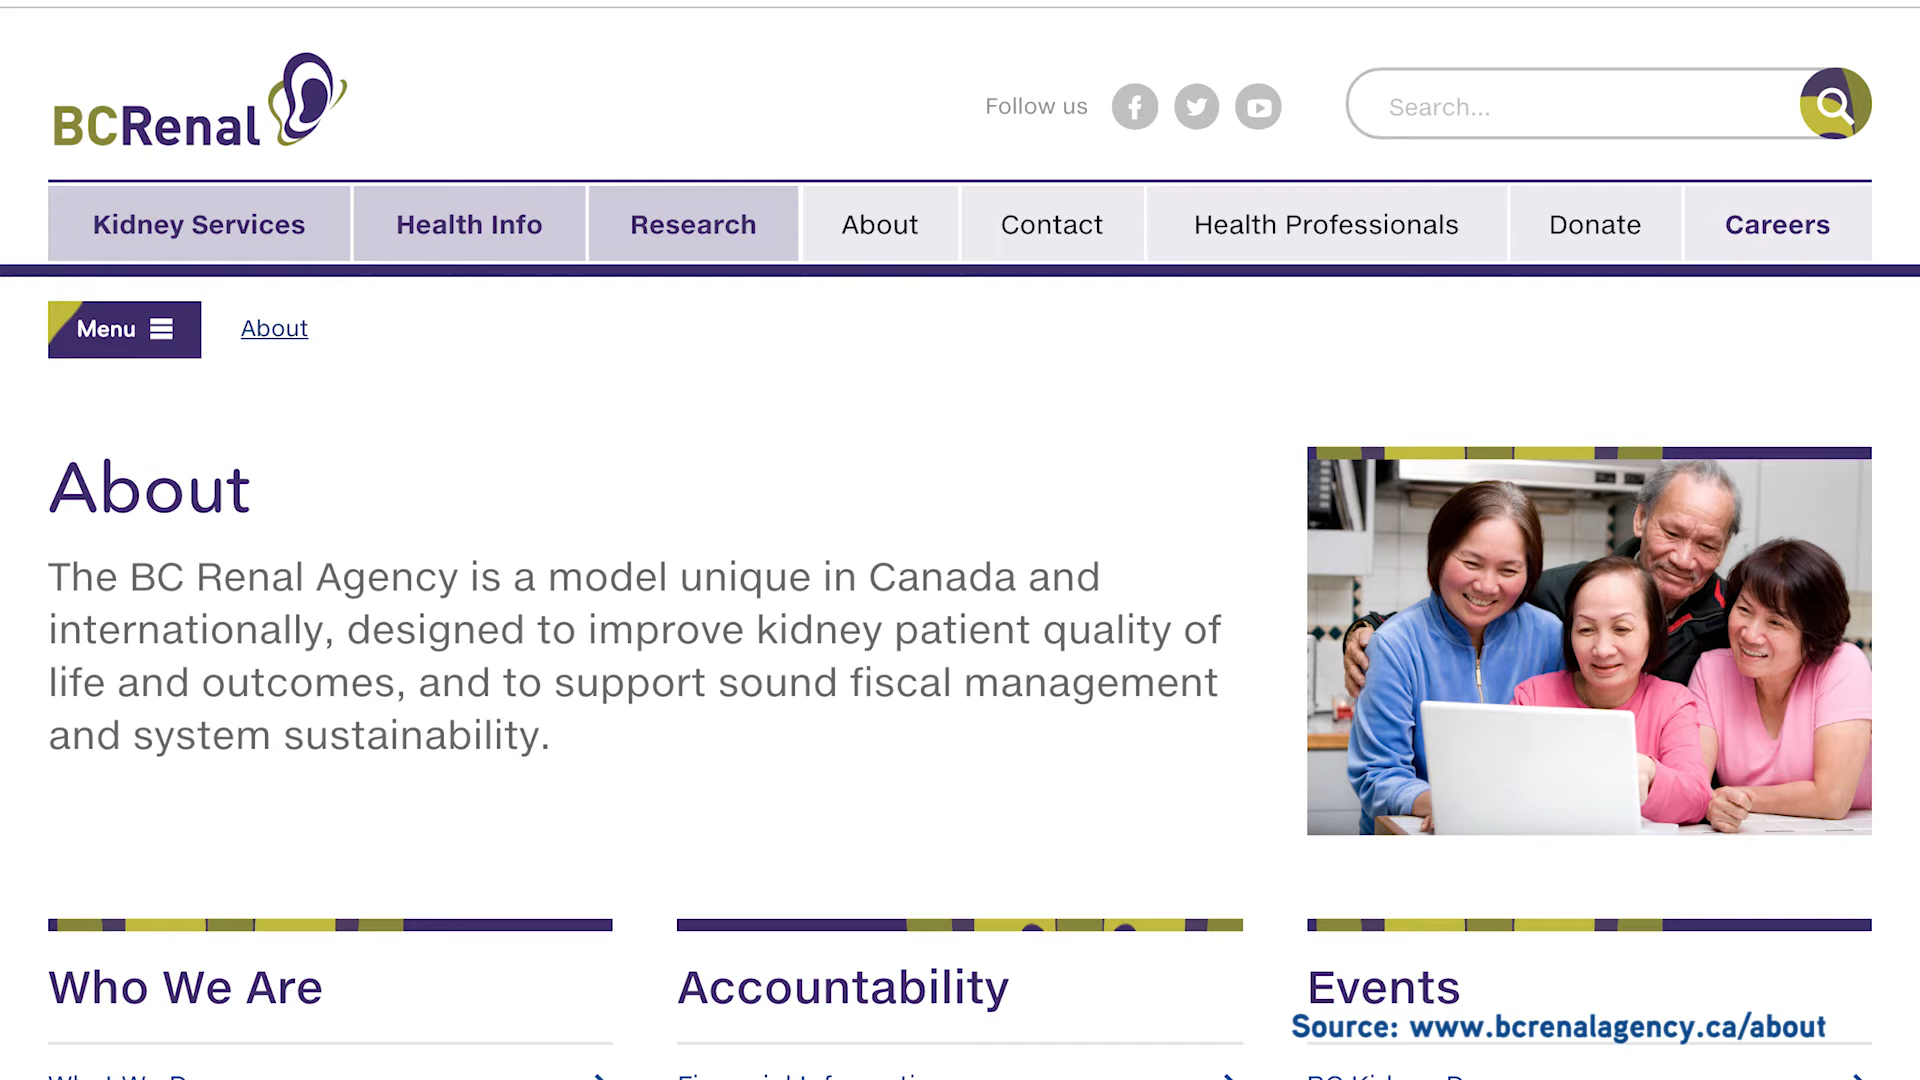 BCRenal
Follow us
Search...
Kidney Services
Health Info
Research
About
Contact
Health Professionals
Donate
Careers
Menu
About
About
The BC Renal Agency is a model unique in Canada and
internationally, designed to improve kidney patient quality of
life and outcomes, and to support sound fiscal management
and system sustainability.
Who We Are
Accountability
Events
Source: www.bcrenalagency.ca/about